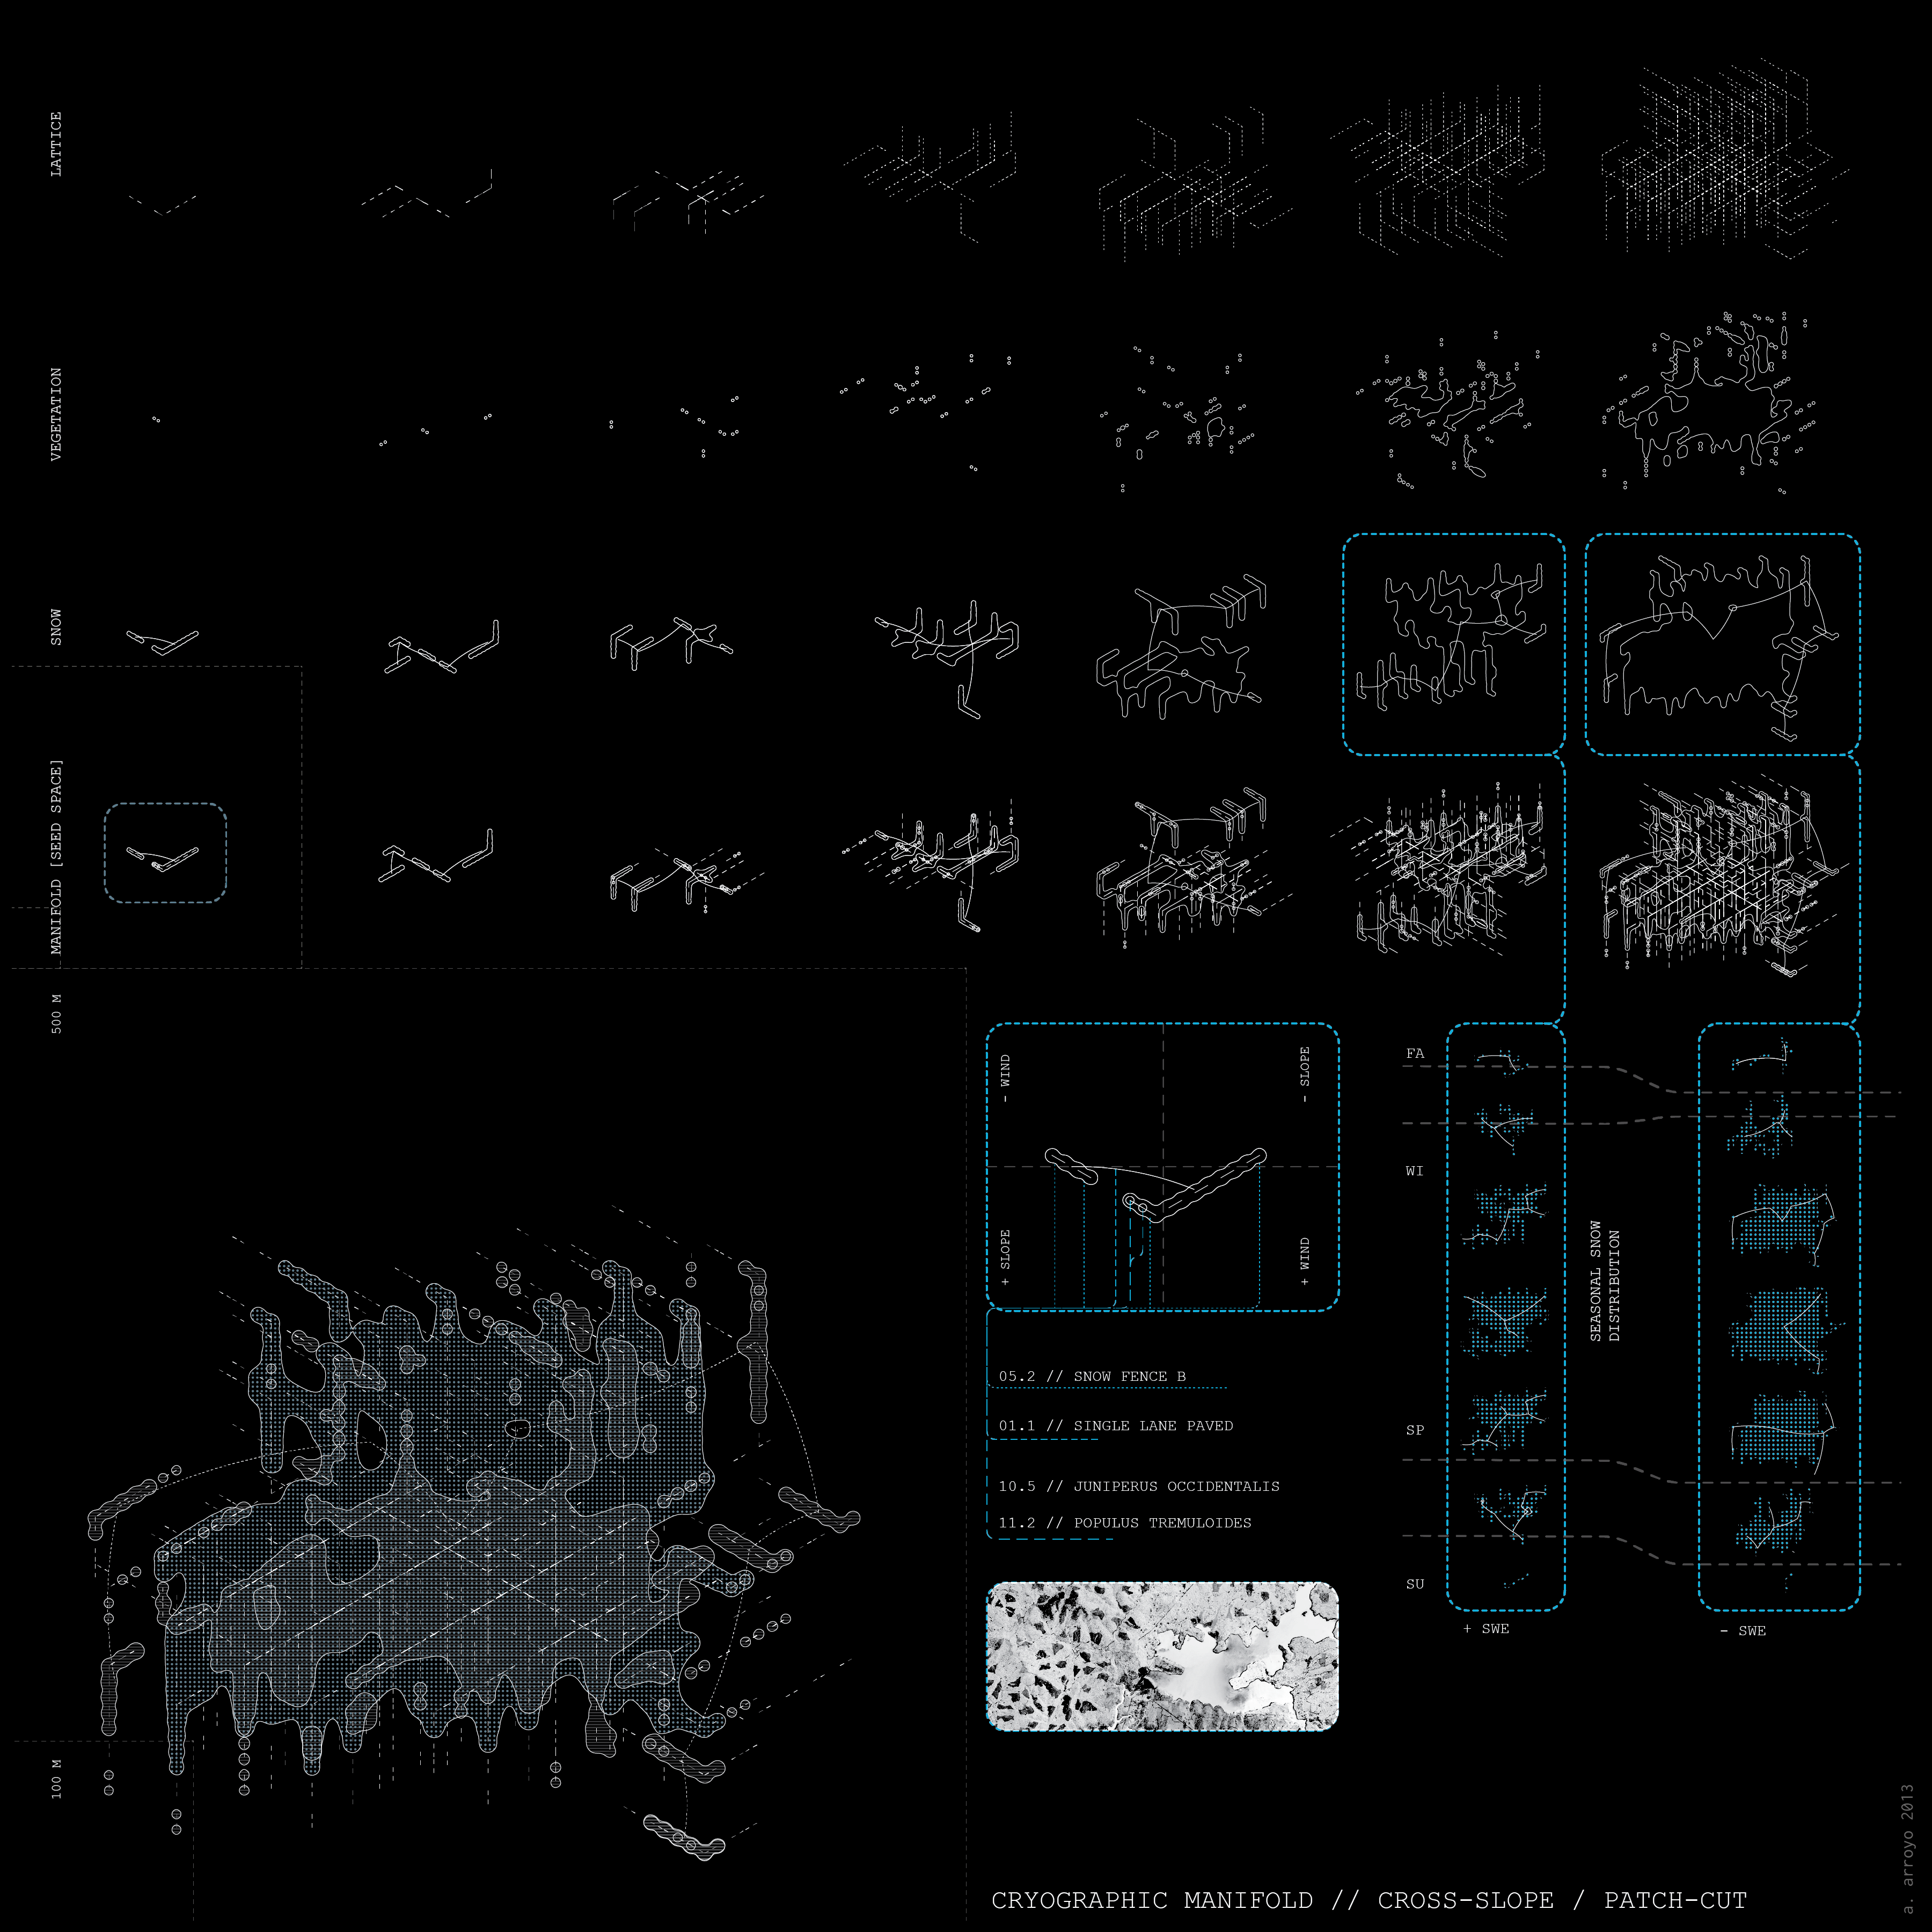 LATTICE
VEGETATION
SNOW
MANIFOLD [SEED SPACE]
500 M
100 M
- WIND
- SLOPE
+ SLOPE
+ WIND
05.2 // SNOW FENCE B
01.1 // SINGLE LANE PAVED
10.5 // JUNIPERUS OCCIDENTALIS
11.2 // POPULUS TREMULOIDES
FA
WI
SP
SU
SEASONAL SNOW
DISTRIBUTION
+ SWE
- SWE
CRYOGRAPHIC MANIFOLD // CROSS-SLOPE / PATCH-CUT
a. arroyo 2013